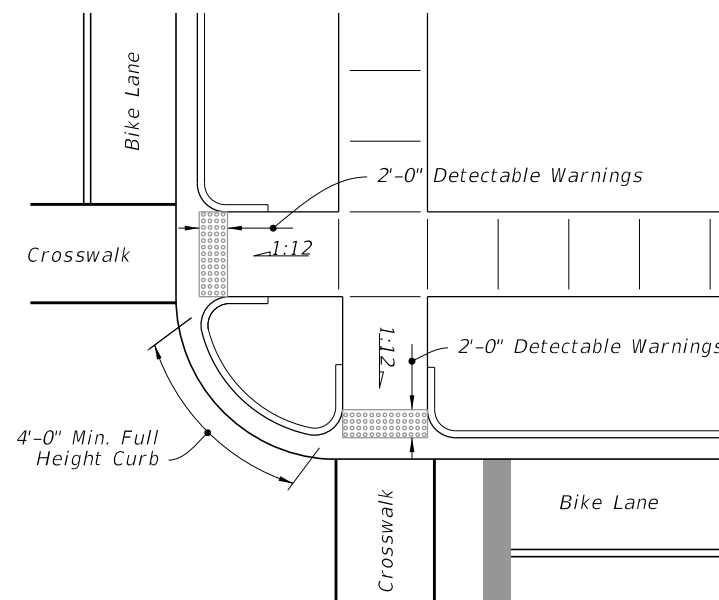 Bike Lane
2'-0" Detectable Warnings
Crosswalk
1:12
1:12
2'-0" Detectable Warnings
4'-0" Min. Full
Height Curb
Crosswalk
Bike Lane